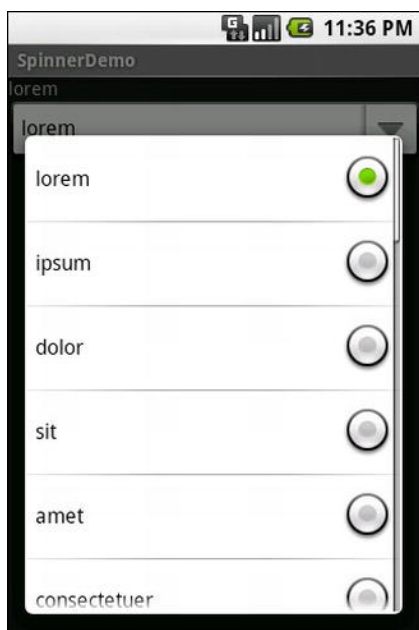 G
11:36 PM
SpinnerDemo
lorem
lorem
lorem
ipsum
dolor
sit
amet
consectetuer